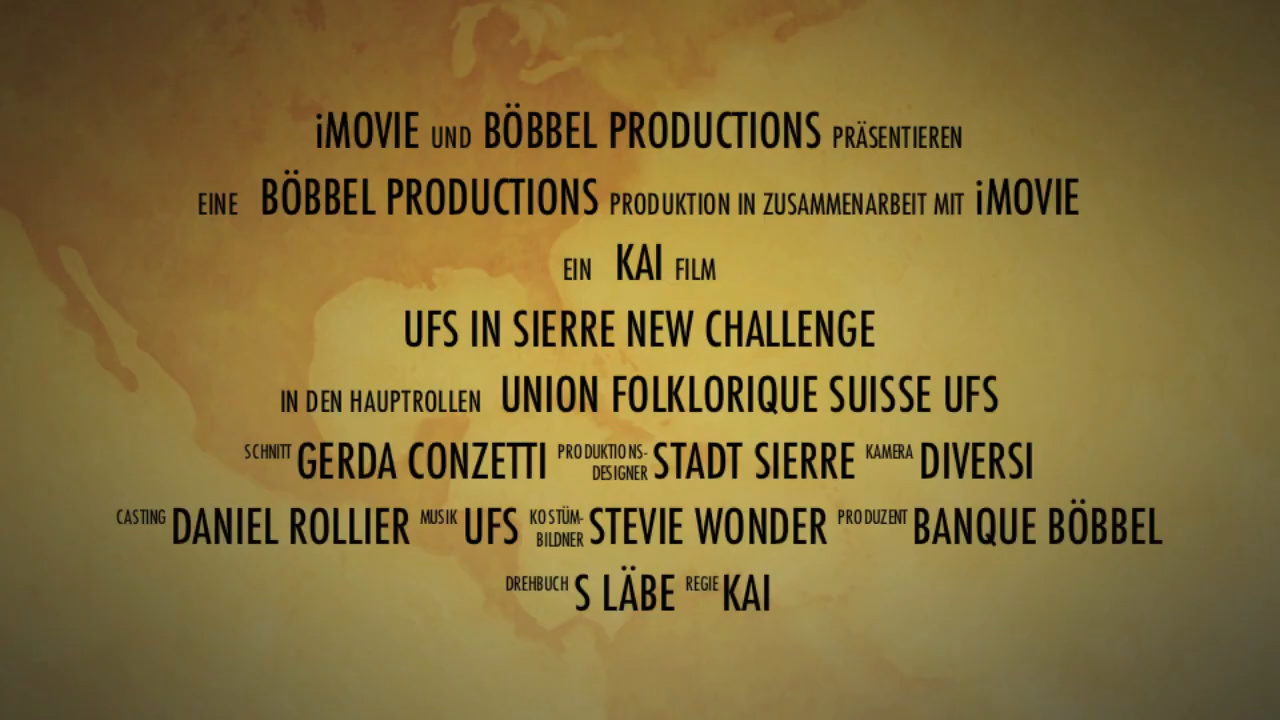 iMOVIE UND BÖBBEL PRODUCTIONS PRÄSENTIEREN
EINE BÖBBEL PRODUCTIONS PRODUKTION IN ZUSAMMENARBEIT MIT iMOVIE
EIN KAI FILM
UFS IN SIERRE NEW CHALLENGE
IN DEN HAUPTROLLEN UNION FOLKLORIQUE SUISSE UFS
SCHNITT GERDA CONZETTI PRODUKTIONS-DESIGNER STADT SIERRE KAMERA DIVERSI
CASTING DANIEL ROLLIER MUSIK UFS KOSTÜM-BILDNER STEVIE WONDER PRODUZENT BANQUE BÖBBEL
DREHBUCH S LÄBE REGIE KAI